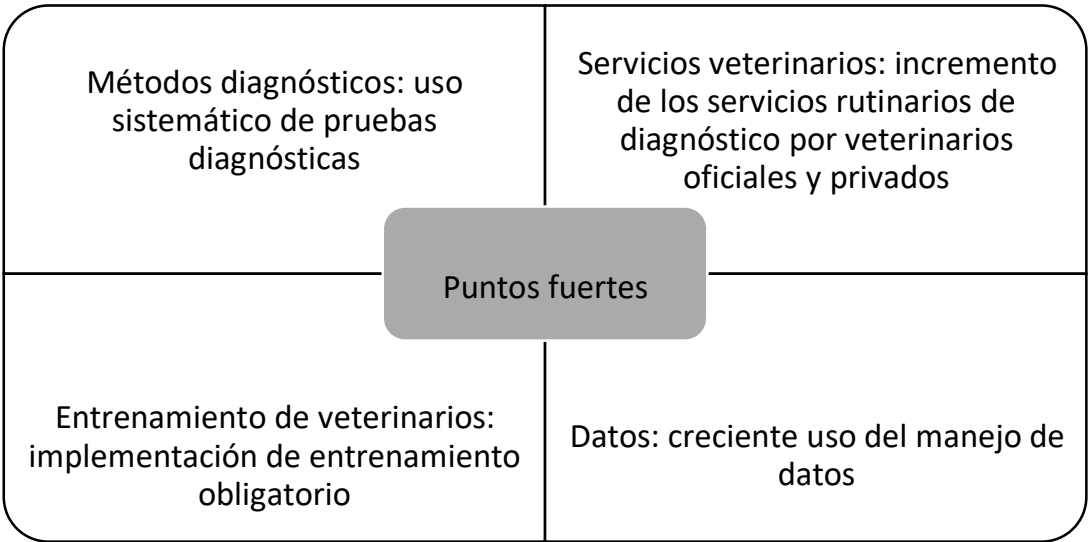 Métodos diagnósticos: uso
sistemático de pruebas
diagnósticas
Servicios veterinarios: incremento
de los servicios rutinarios de
diagnóstico por veterinarios
oficiales y privados
Puntos fuertes
Entrenamiento de veterinarios:
implementación de entrenamiento
obligatorio
Datos: creciente uso del manejo de
datos